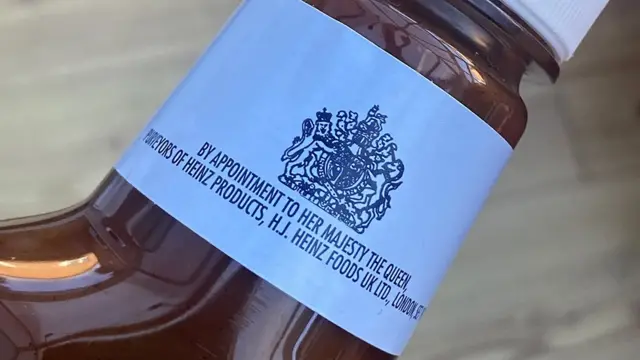 BY APPOINTMENT TO HER MAJESTY THE QUEEN,
PURVEYORS OF HEINZ PRODUCTS, H.J. HEINZ FOODS UK LTD, LONDON,